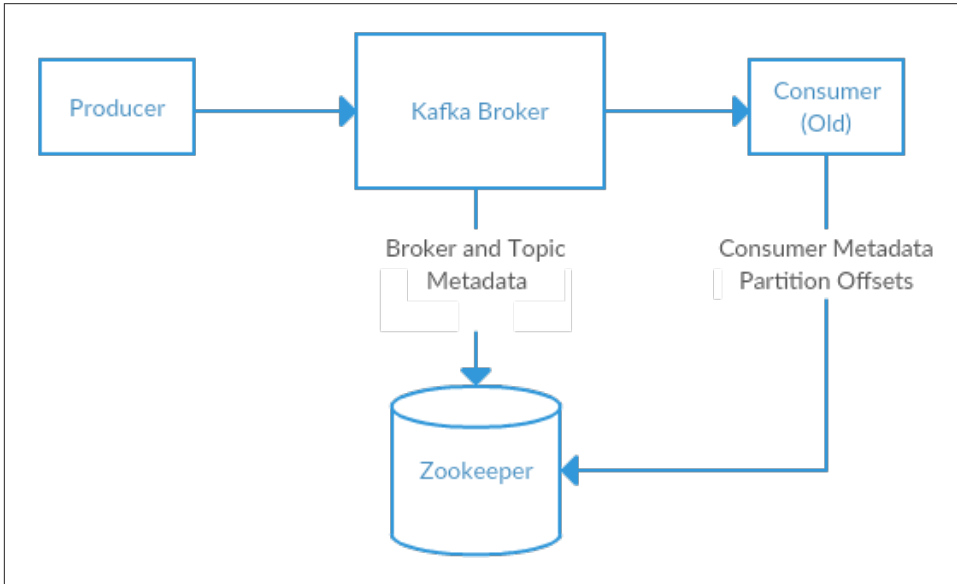 Producer
Kafka Broker
Consumer
(Old)
Broker and Topic
Metadata
Consumer Metadata
Partition Offsets
Zookeeper